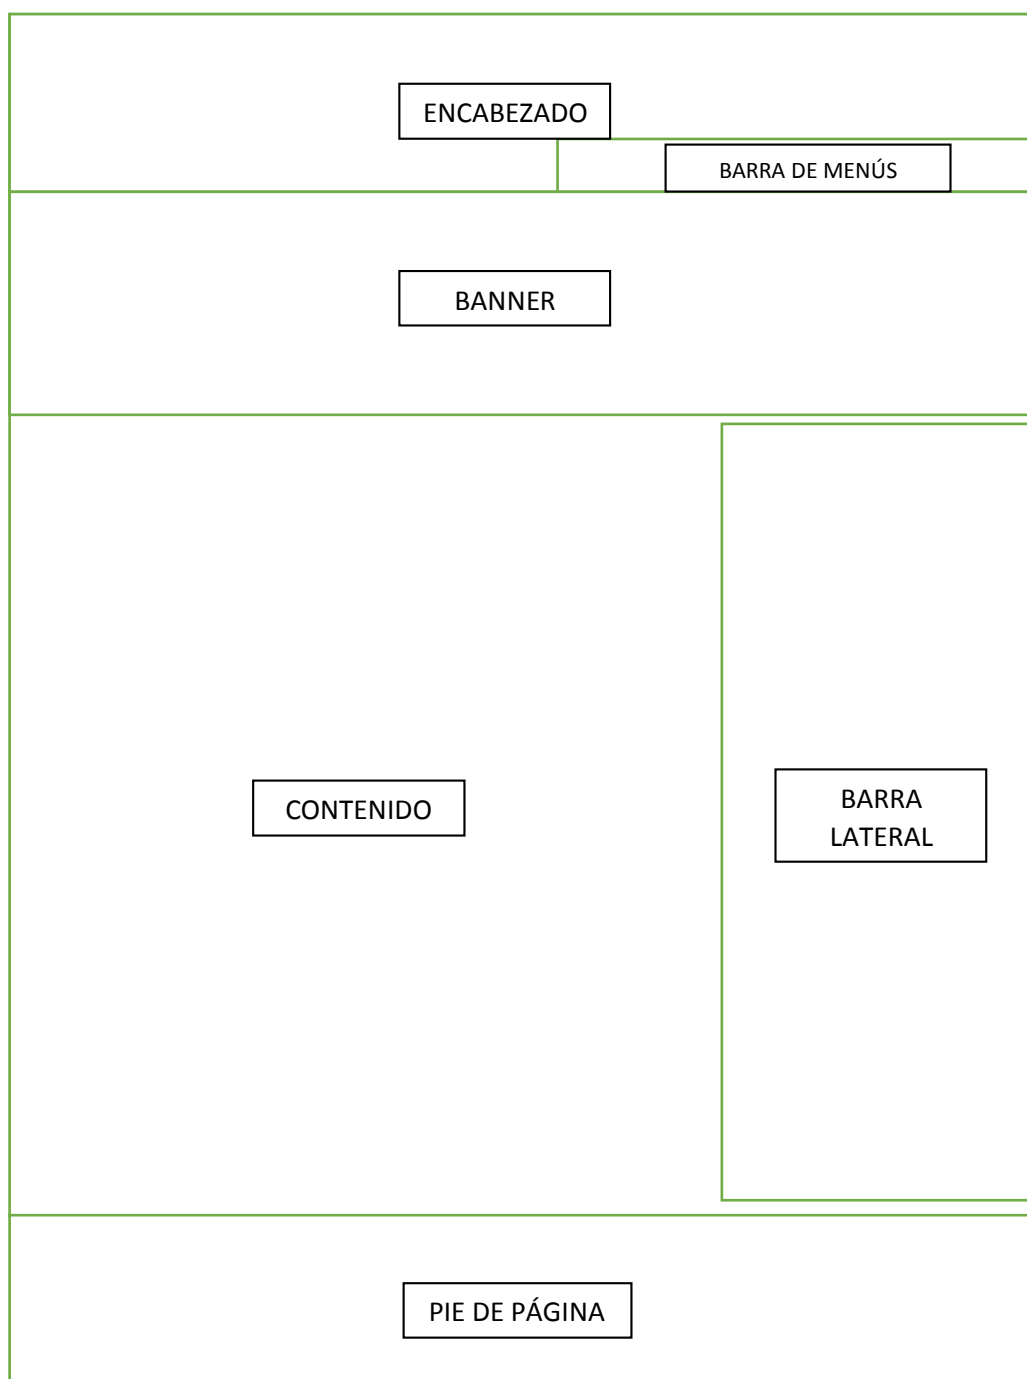 ENCABEZADO
BARRA DE MENÚS
BANNER
CONTENIDO
BARRA
LATERAL
PIE DE PÁGINA